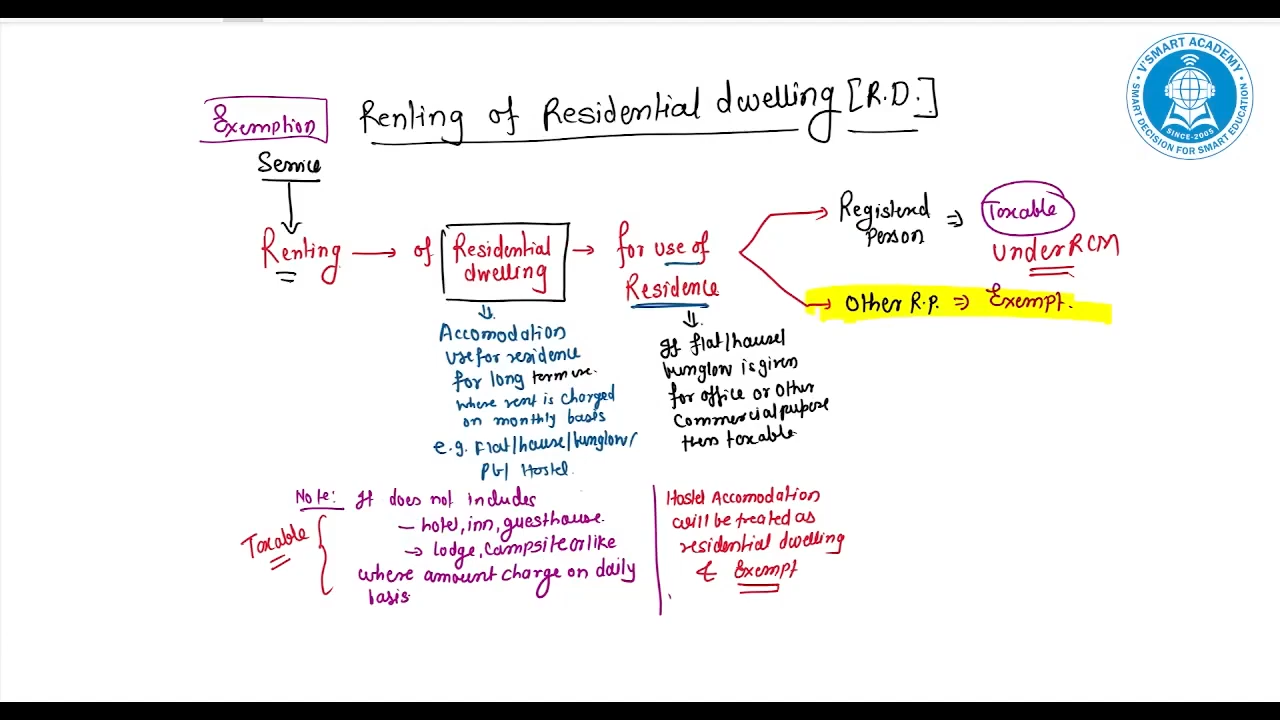 Exemption
Renting of Residential dwelling [R.D.]
V'SMART ACADEMY
SINCE-2005
SMART DECISION FOR SMART EDUCATION
Service
Renting → of Residential → for use of
dwelling
Residence
Registered ⇒ Taxable
Person
Under RCM
Other R.P. ⇒ Exempt.
Accomodation
use for residence
for long term use.
where rent is charged
on monthly basis
e.g. Flat/house/bunglow/
PG/ Hostel.
If flat/house/
bunglow is given
for office or other
commercial pupose
then taxable
Note: If does not includes
– hotel, inn, guesthouse.
→ lodge, campsite or like
where amount charge on daily
basis
Taxable
Hostel Accomodation
will be treated as
residential dwelling
& Exempt